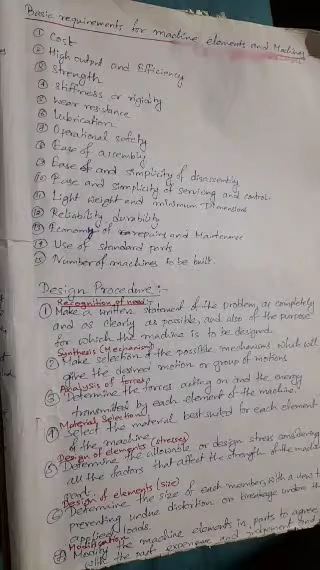 Basic requirements for machine elements and Machines
① Cost
② High output and Efficiency
③ Strength
④ Stiffness or rigidity
⑤ wear resistance
⑥ Lubrication
⑦ Operational safety
⑧ Ease of assembly
⑨ Ease of and simplicity of disassembly
⑩ Ease and simplicity of servicing and control
⑪ Light weight and minimum Dimensions
⑫ Reliability durability
⑬ Economy of repairs and Maintenance
⑭ Use of standard parts
⑮ Number of machines to be built.
Design Procedure :-
Recognition of need :-
① Make a written statement of the problem as completely
and as clearly as possible, and also of the purpose
for which the machine is to be designed.
Synthesis (Mechanism)
② Make selection of the possible mechanisms which will
give the desired motion or group of motions.
Analysis of forces
③ Determine the forces acting on and the energy
transmitted by each element of the machine.
Material Selection
④ Select the material best suited for each element
of the machine.
Design of elements (stresses)
⑤ Determine the allowable or design stress considering
all the factors that affect the strength of the
part.
Design of elements (size)
⑥ Determine the size of each member with a view to
preventing undue distortion or breakage under the
applied loads.
Modification
⑦ Modify the machine elements in parts to agree
with the past experience and judgement